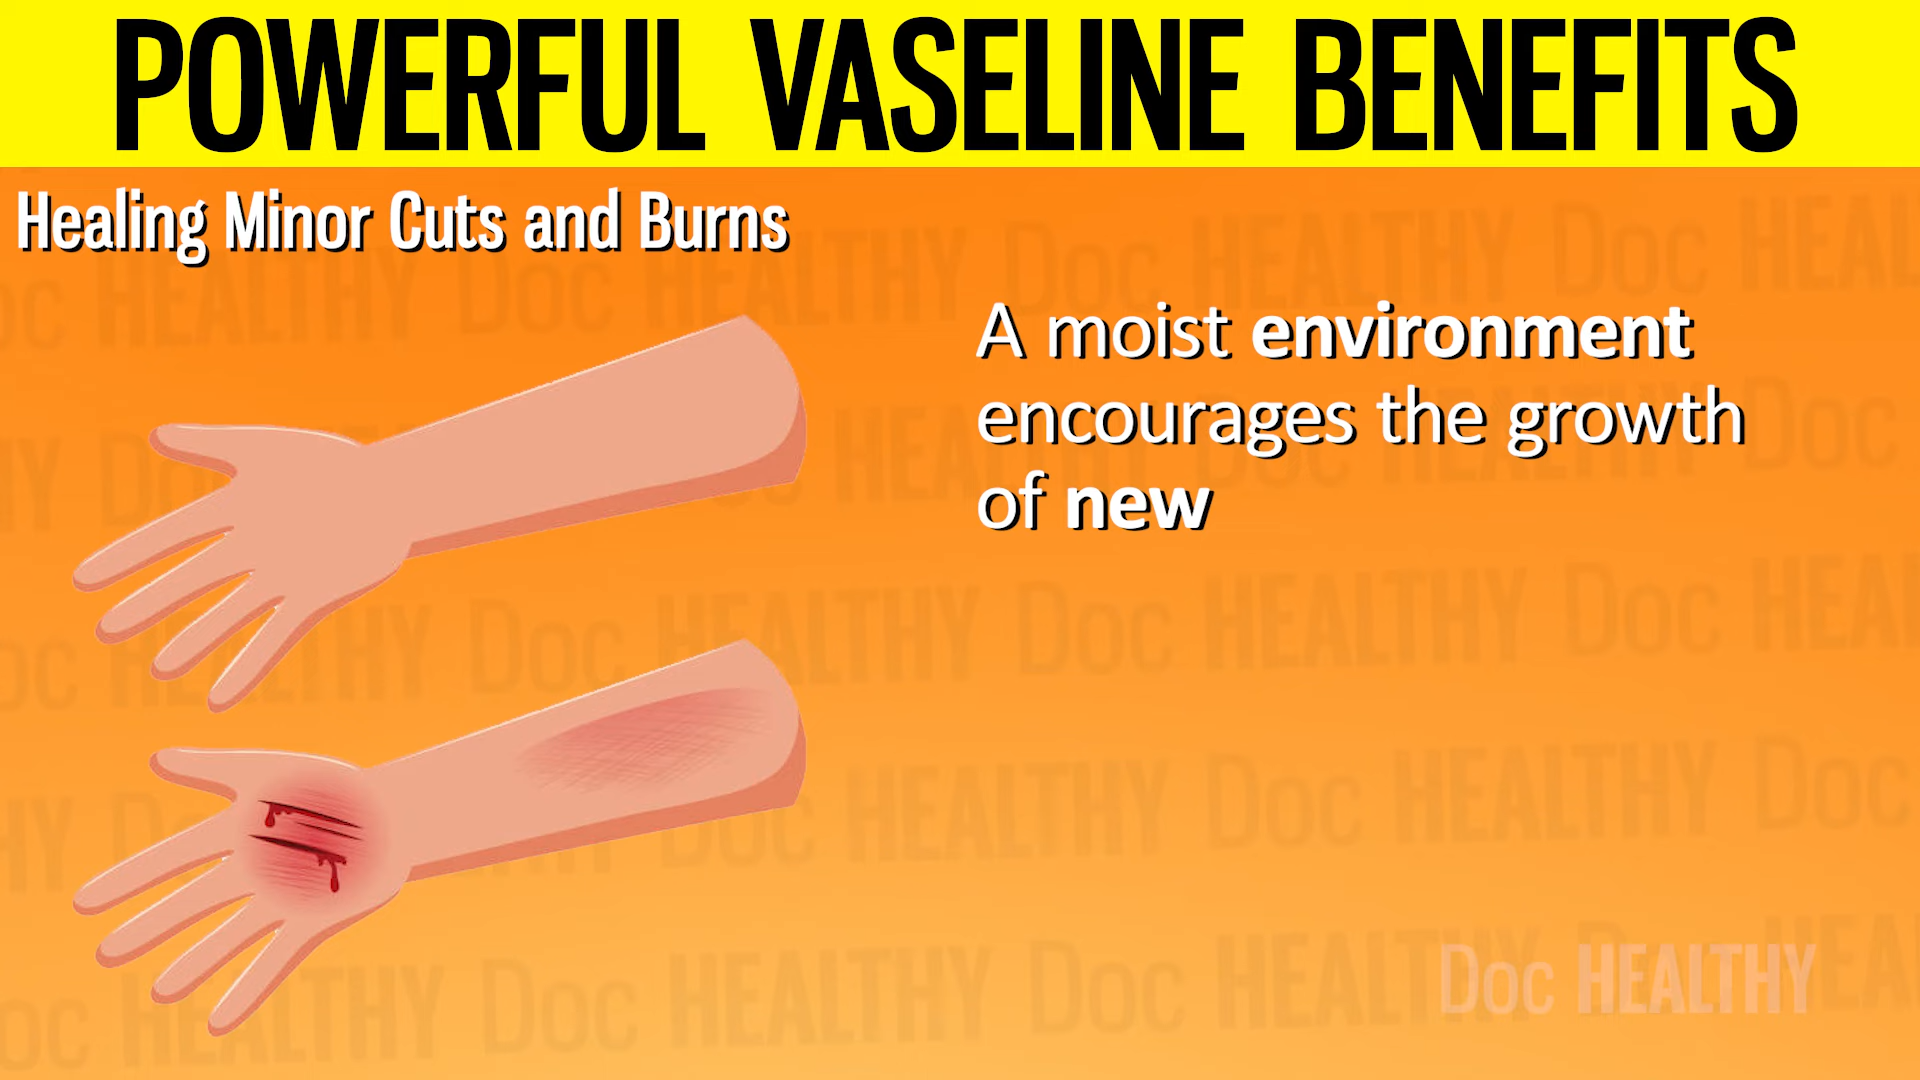 POWERFUL VASELINE BENEFITS
Healing Minor Cuts and Burns
A moist environment
encourages the growth
of new
Doc HEALTHY